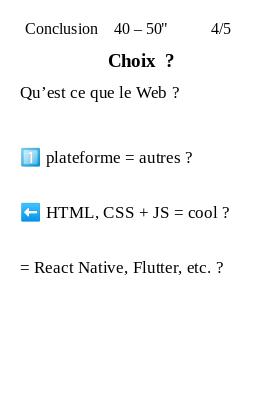 Conclusion 40 – 50" 4/5
Choix ?
Qu’est ce que le Web ?
1️⃣ plateforme = autres ?
⬅️ HTML, CSS + JS = cool ?
= React Native, Flutter, etc. ?